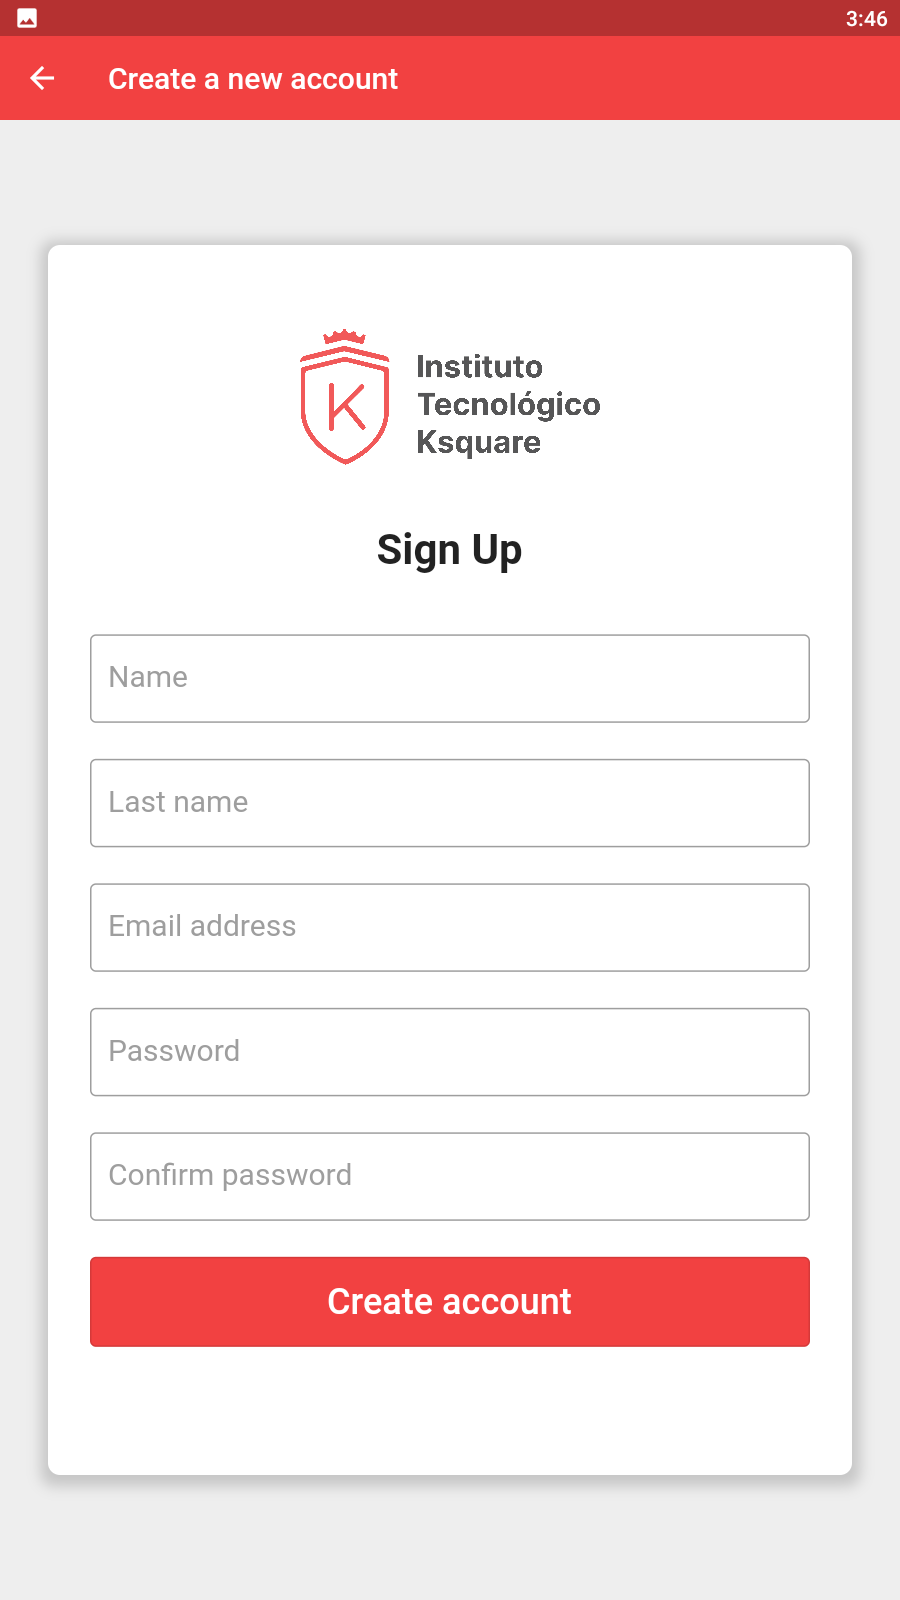 3:46
Create a new account
K
Instituto
Tecnológico
Ksquare
Sign Up
Name
Last name
Email address
Password
Confirm password
Create account